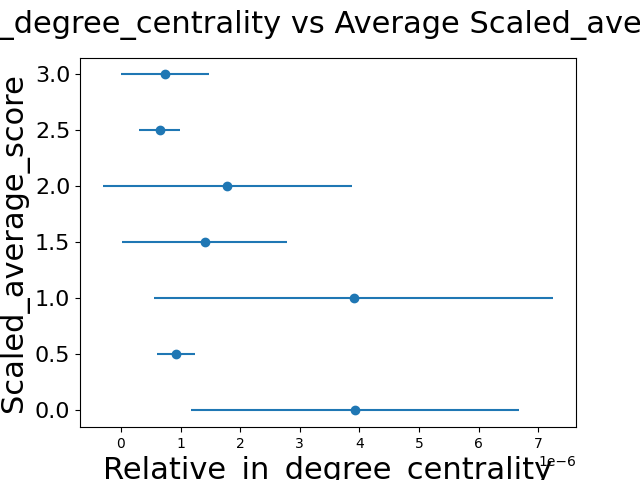 _degree_centrality vs Average Scaled_ave
3.0
2.5
2.0
1.5
1.0
0.5
0.0
Scaled_average_score
0 1 2 3 4 5 6 7
1e−6
Relative_in_degree_centrality